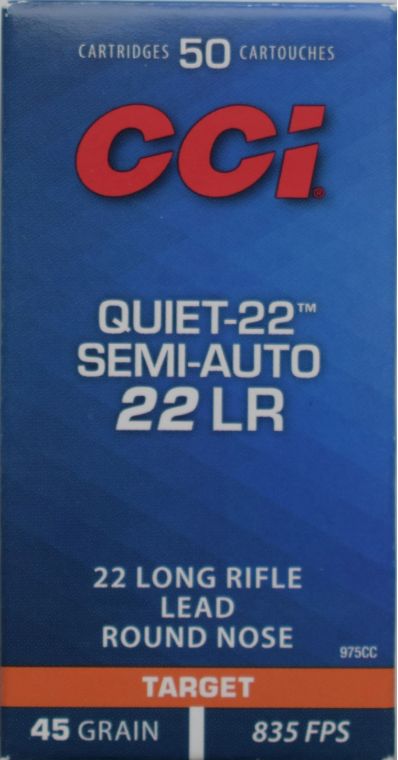 CARTRIDGES 50 CARTOUCHES
CCi®
QUIET-22™
SEMI-AUTO
22 LR
22 LONG RIFLE
LEAD
ROUND NOSE
975CC
TARGET
45 GRAIN 835 FPS